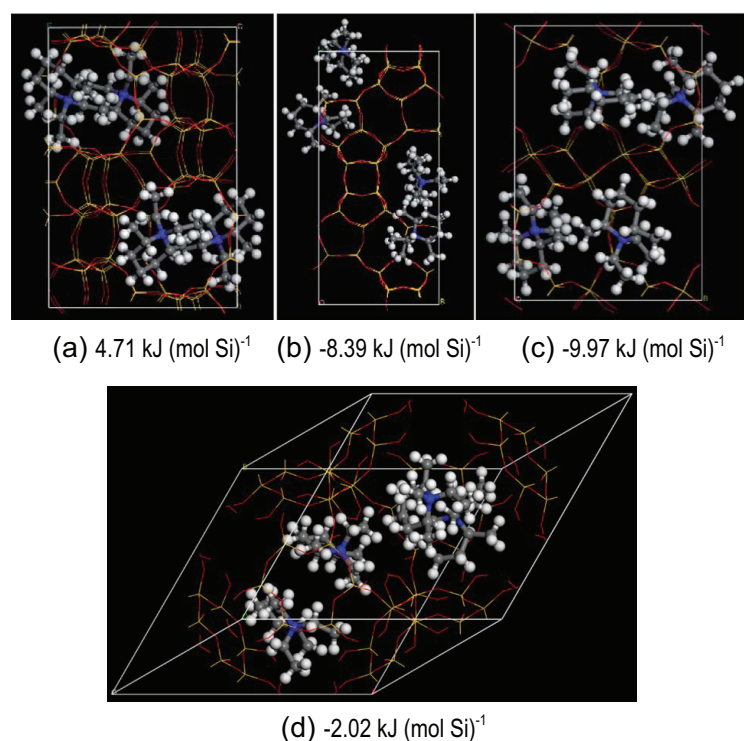 (a) 4.71 kJ (mol Si)⁻¹ (b) -8.39 kJ (mol Si)⁻¹ (c) -9.97 kJ (mol Si)⁻¹
(d) -2.02 kJ (mol Si)⁻¹